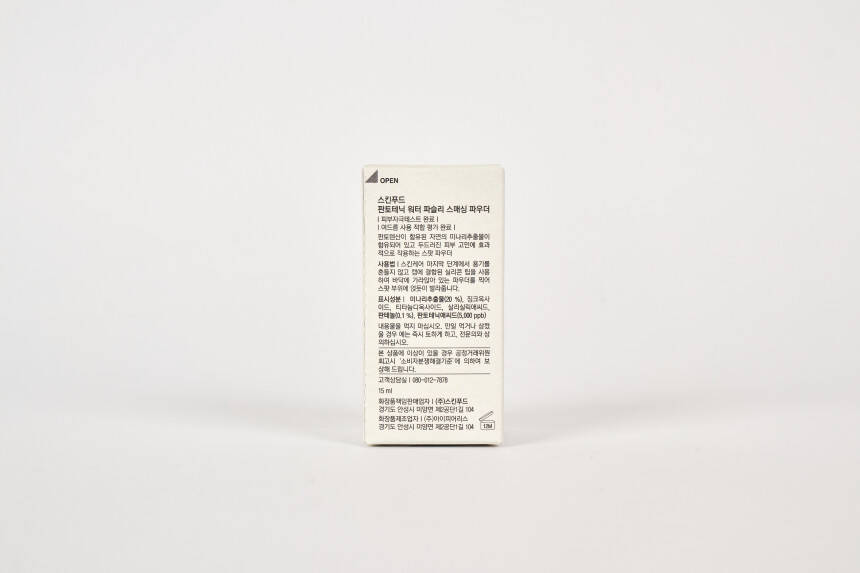 OPEN
스킨푸드
판토테닉 워터 파슬리 스매싱 파우더
| 피부자극테스트 완료 |
| 여드름 사용 적합 평가 완료 |
판토텐산이 함유된 자연의 미나리추출물이
함유되어 있고 두드러진 피부 고민에 효과
적으로 작용하는 스팟 파우더
사용법 | 스킨케어 마지막 단계에서 용기를
흔들지 않고 캡에 결합된 실리콘 팁을 사용
하여 바닥에 가라앉아 있는 파우더를 찍어
스팟 부위에 얹듯이 발라줍니다.
표시성분 | 미나리추출물(20 %), 징크옥사
이드, 티타늄디옥사이드, 살리실릭애씨드,
판테놀(0.1 %), 판토테닉애씨드(5,000 ppb)
내용물을 먹지 마십시오. 만일 먹거나 삼켰
을 경우 에는 즉시 토하게 하고, 전문의와 상
의하십시오.
본 상품에 이상이 있을 경우 공정거래위원
회고시 '소비자분쟁해결기준'에 의하여 보
상해 드립니다.
고객상담실 | 080-012-7878
15 ml
화장품책임판매업자 | (주)스킨푸드
경기도 안성시 미양면 제2공단1길 104
화장품제조업자 | (주)아이피어리스
경기도 안성시 미양면 제2공단1길 104
12M